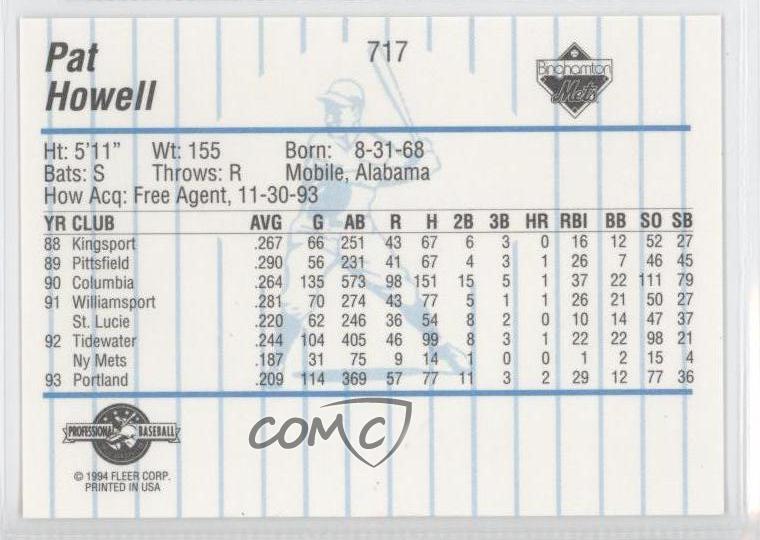 Pat 717
Howell
Binghamton
Mets
Ht: 5'11" Wt: 155 Born: 8-31-68
Bats: S Throws: R Mobile, Alabama
How Acq: Free Agent, 11-30-93
YR CLUB AVG G AB R H 2B 3B HR RBI BB SO SB
88 Kingsport .267 66 251 43 67 6 3 0 16 12 52 27
89 Pittsfield .290 56 231 41 67 4 3 1 26 7 46 45
90 Columbia .264 135 573 98 151 15 5 1 37 22 111 79
91 Williamsport .281 70 274 43 77 5 1 1 26 21 50 27
St. Lucie .220 62 246 36 54 8 2 0 10 14 47 37
92 Tidewater .244 104 405 46 99 8 3 1 22 22 98 21
Ny Mets .187 31 75 9 14 1 0 0 1 2 15 4
93 Portland .209 114 369 57 77 11 3 2 29 12 77 36
PROFESSIONAL BASEBALL
COMC
© 1994 FLEER CORP.
PRINTED IN USA